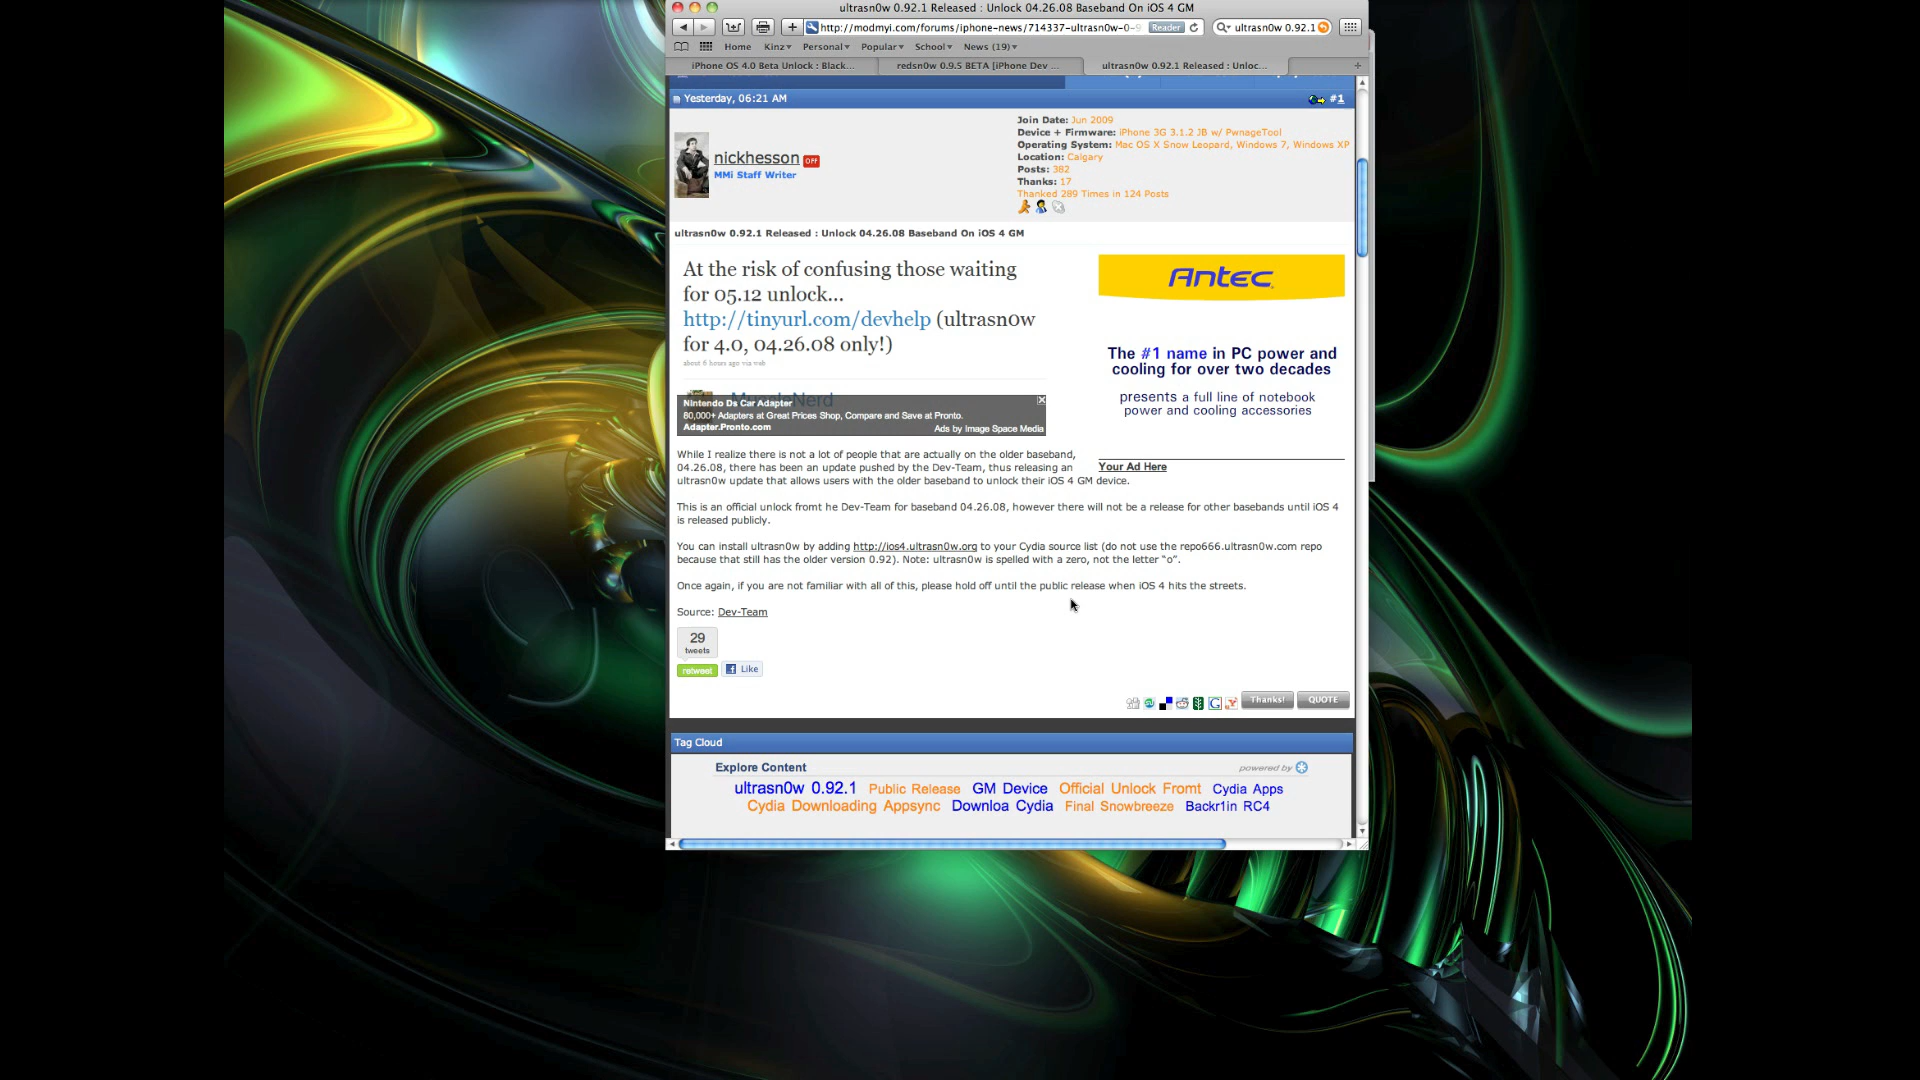 ultrasn0w 0.92.1 Released : Unlock 04.26.08 Baseband On iOS 4 GM
http://modmyi.com/forums/iphone-news/714337-ultrasn0w-0-9 Reader ultrasn0w 0.92.1
Home Kinz Personal Popular School News (19)
iPhone OS 4.0 Beta Unlock : Black... redsn0w 0.9.5 BETA [iPhone Dev ... ultrasn0w 0.92.1 Released : Unloc...
Yesterday, 06:21 AM #1
Join Date: Jun 2009
Device + Firmware: iPhone 3G 3.1.2 JB w/ PwnageTool
Operating System: Mac OS X Snow Leopard, Windows 7, Windows XP
nickhesson OFF
Location: Calgary
MMi Staff Writer
Posts: 382
Thanks: 17
Thanked 289 Times in 124 Posts
ultrasn0w 0.92.1 Released : Unlock 04.26.08 Baseband On iOS 4 GM
At the risk of confusing those waiting
for 05.12 unlock...
http://tinyurl.com/devhelp (ultrasn0w
for 4.0, 04.26.08 only!)
about 6 hours ago via web
Antec
The #1 name in PC power and
cooling for over two decades
presents a full line of notebook
power and cooling accessories
Your Ad Here
MuscleNerd
Nintendo Ds Car Adapter
80,000+ Adapters at Great Prices Shop, Compare and Save at Pronto.
Adapter.Pronto.com Ads by Image Space Media
While I realize there is not a lot of people that are actually on the older baseband,
04.26.08, there has been an update pushed by the Dev-Team, thus releasing an
ultrasn0w update that allows users with the older baseband to unlock their iOS 4 GM device.
This is an official unlock fromt he Dev-Team for baseband 04.26.08, however there will not be a release for other basebands until iOS 4
is released publicly.
You can install ultrasn0w by adding http://ios4.ultrasn0w.org to your Cydia source list (do not use the repo666.ultrasn0w.com repo
because that still has the older version 0.92). Note: ultrasn0w is spelled with a zero, not the letter “o”.
Once again, if you are not familiar with all of this, please hold off until the public release when iOS 4 hits the streets.
Source: Dev-Team
29
tweets
retweet Like
Thanks! QUOTE
Tag Cloud
Explore Content powered by
ultrasn0w 0.92.1 Public Release GM Device Official Unlock Fromt Cydia Apps
Cydia Downloading Appsync Downloa Cydia Final Snowbreeze Backr1in RC4